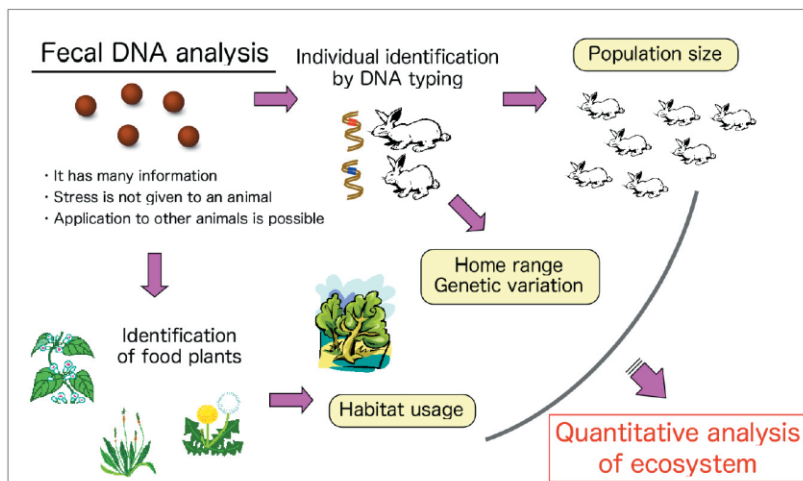 Fecal DNA analysis
Individual identification
by DNA typing
Population size
・It has many information
・Stress is not given to an animal
・Application to other animals is possible
Home range
Genetic variation
Identification
of food plants
Habitat usage
Quantitative analysis
of ecosystem